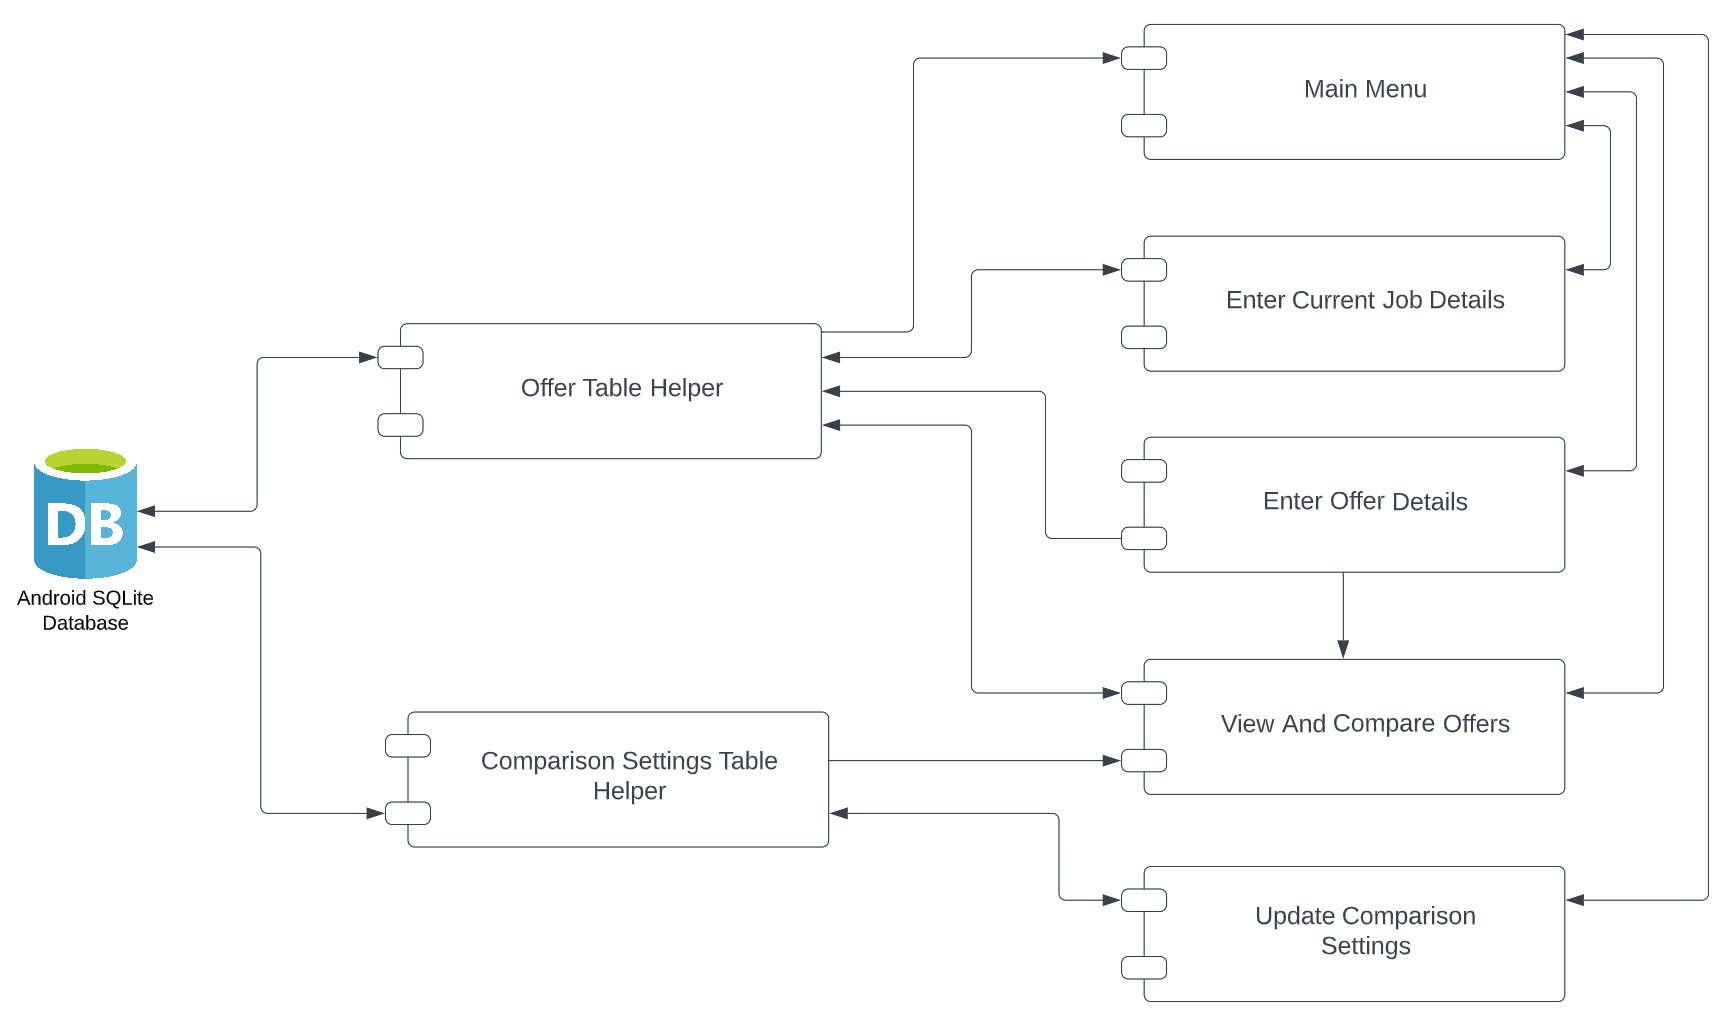 Main Menu
Enter Current Job Details
Offer Table Helper
Enter Offer Details
DB
Android SQLite
Database
View And Compare Offers
Comparison Settings Table
Helper
Update Comparison
Settings